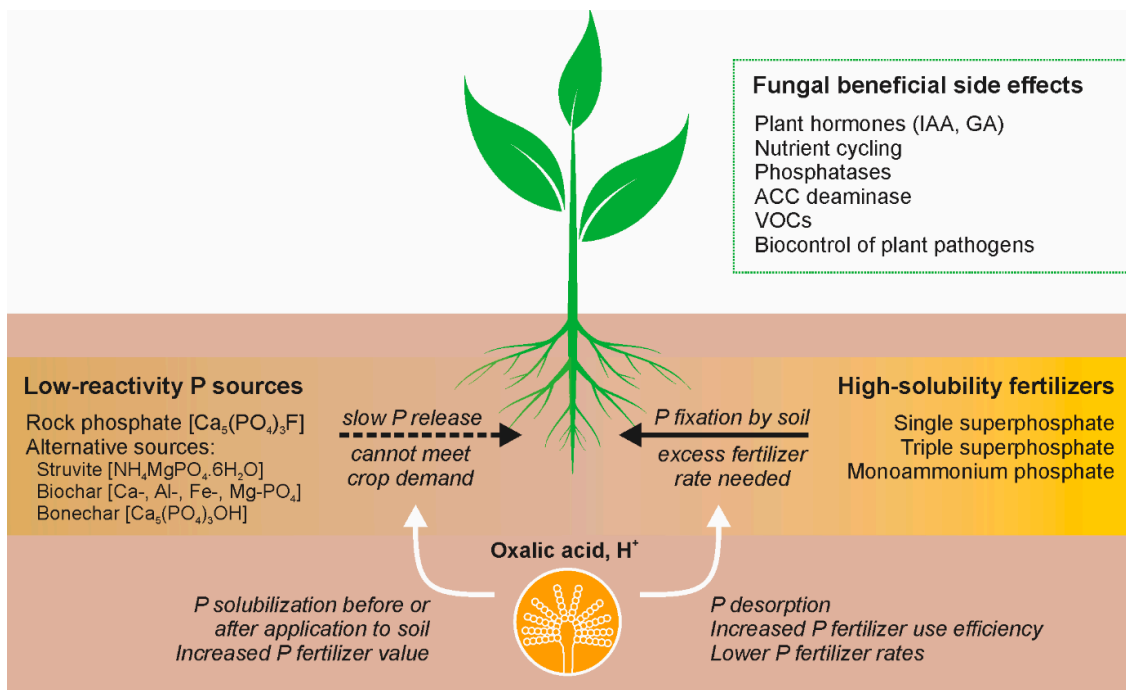 Fungal beneficial side effects
Plant hormones (IAA, GA)
Nutrient cycling
Phosphatases
ACC deaminase
VOCs
Biocontrol of plant pathogens
Low-reactivity P sources
Rock phosphate [Ca₅(PO₄)₃F]
Alternative sources:
Struvite [NH₄MgPO₄.6H₂O]
Biochar [Ca-, Al-, Fe-, Mg-PO₄]
Bonechar [Ca₅(PO₄)₃OH]
slow P release
cannot meet
crop demand
P fixation by soil
excess fertilizer
rate needed
High-solubility fertilizers
Single superphosphate
Triple superphosphate
Monoammonium phosphate
Oxalic acid, H⁺
P solubilization before or
after application to soil
Increased P fertilizer value
P desorption
Increased P fertilizer use efficiency
Lower P fertilizer rates